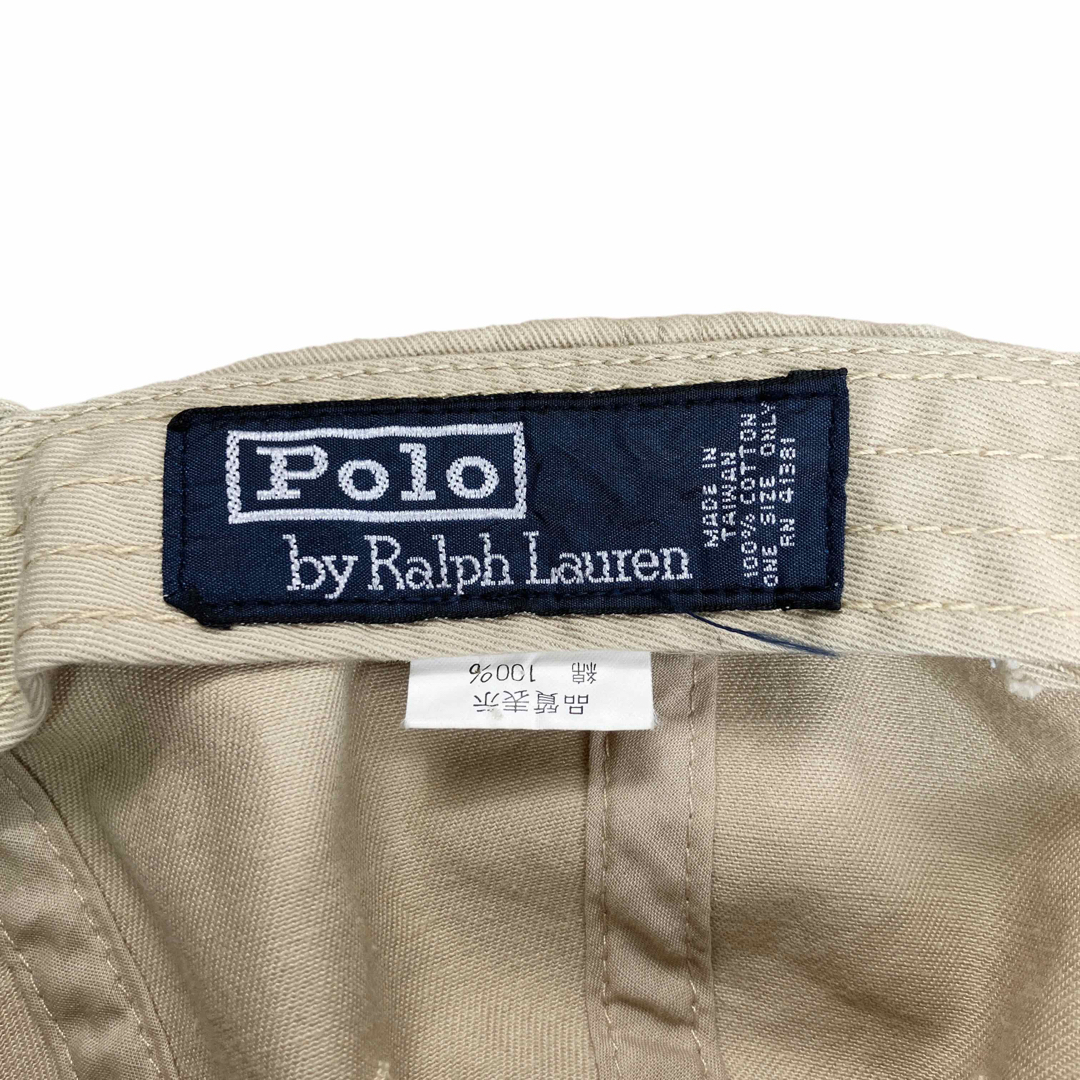 Polo
by Ralph Lauren
MADE IN
TAIWAN
100% COTTON
ONE SIZE ONLY
RN 41381
品質表示
綿 100%